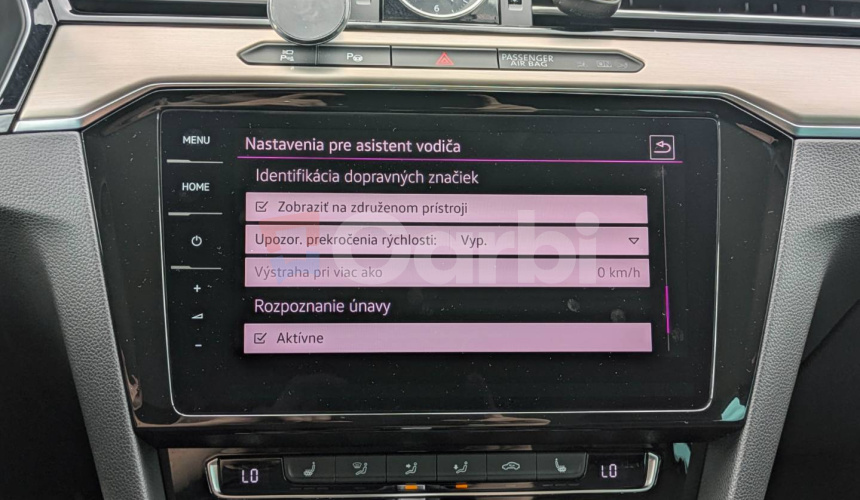 6
P
PASSENGER
AIR BAG
MENU
HOME
+
-
Nastavenia pre asistent vodiča
Identifikácia dopravných značiek
Zobraziť na združenom prístroji
Upozor. prekročenia rýchlosti: Vyp.
Výstraha pri viac ako 0 km/h
Rozpoznanie únavy
Aktívne
LO
LO